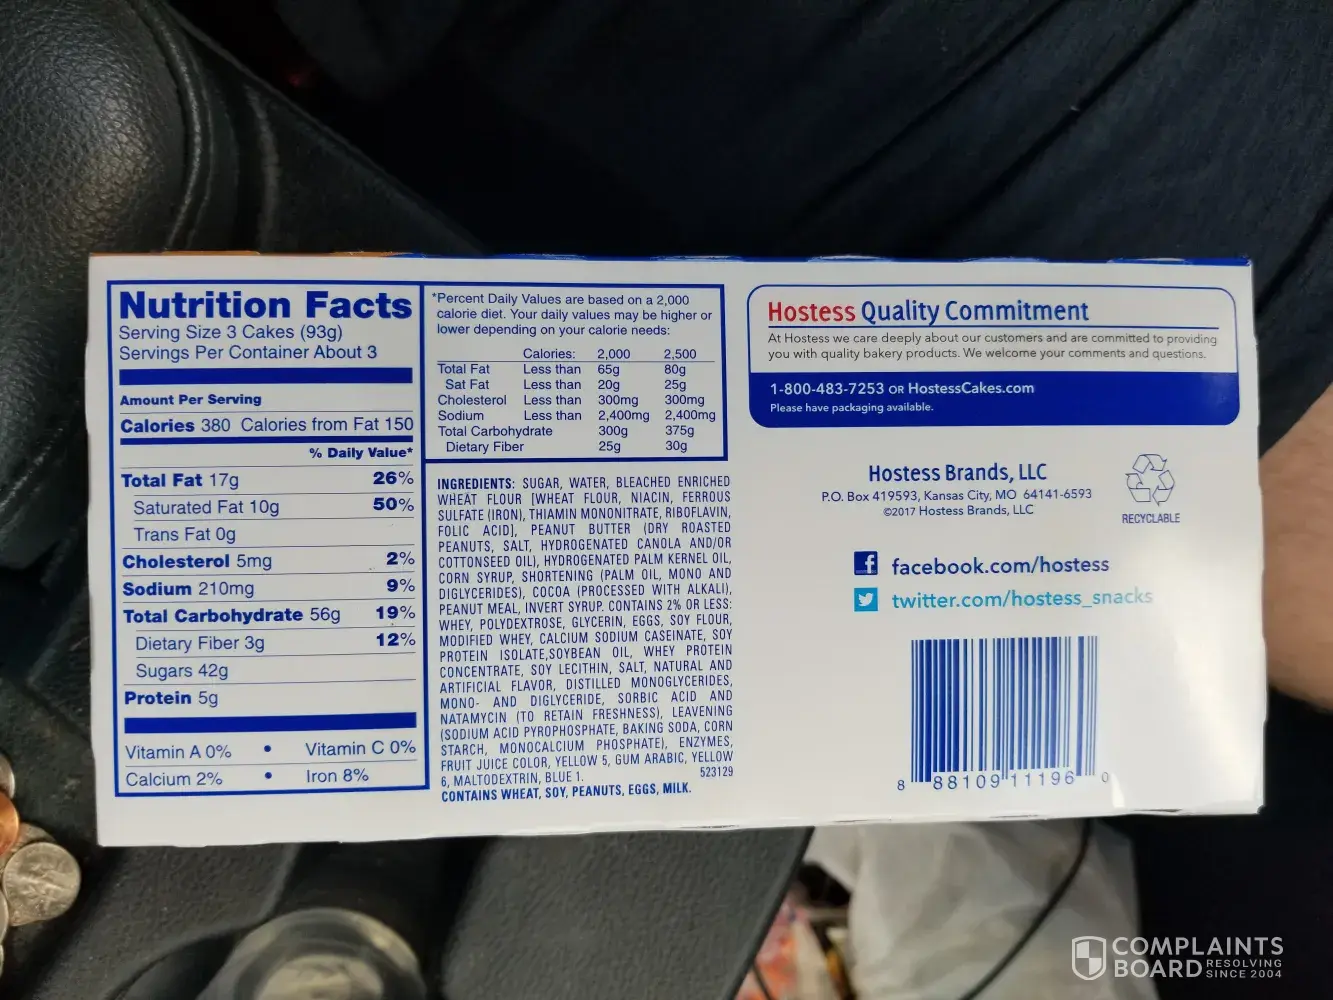 Nutrition Facts
Serving Size 3 Cakes (93g)
Servings Per Container About 3
Amount Per Serving
Calories 380 Calories from Fat 150
% Daily Value*
Total Fat 17g 26%
Saturated Fat 10g 50%
Trans Fat 0g
Cholesterol 5mg 2%
Sodium 210mg 9%
Total Carbohydrate 56g 19%
Dietary Fiber 3g 12%
Sugars 42g
Protein 5g
Vitamin A 0% • Vitamin C 0%
Calcium 2% • Iron 8%
*Percent Daily Values are based on a 2,000
calorie diet. Your daily values may be higher or
lower depending on your calorie needs:
Calories: 2,000 2,500
Total Fat Less than 65g 80g
Sat Fat Less than 20g 25g
Cholesterol Less than 300mg 300mg
Sodium Less than 2,400mg 2,400mg
Total Carbohydrate 300g 375g
Dietary Fiber 25g 30g
INGREDIENTS: SUGAR, WATER, BLEACHED ENRICHED
WHEAT FLOUR [WHEAT FLOUR, NIACIN, FERROUS
SULFATE (IRON), THIAMIN MONONITRATE, RIBOFLAVIN,
FOLIC ACID], PEANUT BUTTER (DRY ROASTED
PEANUTS, SALT, HYDROGENATED CANOLA AND/OR
COTTONSEED OIL), HYDROGENATED PALM KERNEL OIL,
CORN SYRUP, SHORTENING (PALM OIL, MONO AND
DIGLYCERIDES), COCOA (PROCESSED WITH ALKALI),
PEANUT MEAL, INVERT SYRUP. CONTAINS 2% OR LESS:
WHEY, POLYDEXTROSE, GLYCERIN, EGGS, SOY FLOUR,
MODIFIED WHEY, CALCIUM SODIUM CASEINATE, SOY
PROTEIN ISOLATE,SOYBEAN OIL, WHEY PROTEIN
CONCENTRATE, SOY LECITHIN, SALT, NATURAL AND
ARTIFICIAL FLAVOR, DISTILLED MONOGLYCERIDES,
MONO- AND DIGLYCERIDE, SORBIC ACID AND
NATAMYCIN (TO RETAIN FRESHNESS), LEAVENING
(SODIUM ACID PYROPHOSPHATE, BAKING SODA, CORN
STARCH, MONOCALCIUM PHOSPHATE), ENZYMES,
FRUIT JUICE COLOR, YELLOW 5, GUM ARABIC, YELLOW
6, MALTODEXTRIN, BLUE 1. 523129
CONTAINS WHEAT, SOY, PEANUTS, EGGS, MILK.
Hostess Quality Commitment
At Hostess we care deeply about our customers and are committed to providing
you with quality bakery products. We welcome your comments and questions.
1-800-483-7253 OR HostessCakes.com
Please have packaging available.
Hostess Brands, LLC
P.O. Box 419593, Kansas City, MO 64141-6593
©2017 Hostess Brands, LLC
RECYCLABLE
facebook.com/hostess
twitter.com/hostess_snacks
8 88109 11196 0
COMPLAINTS
BOARD RESOLVING
SINCE 2004